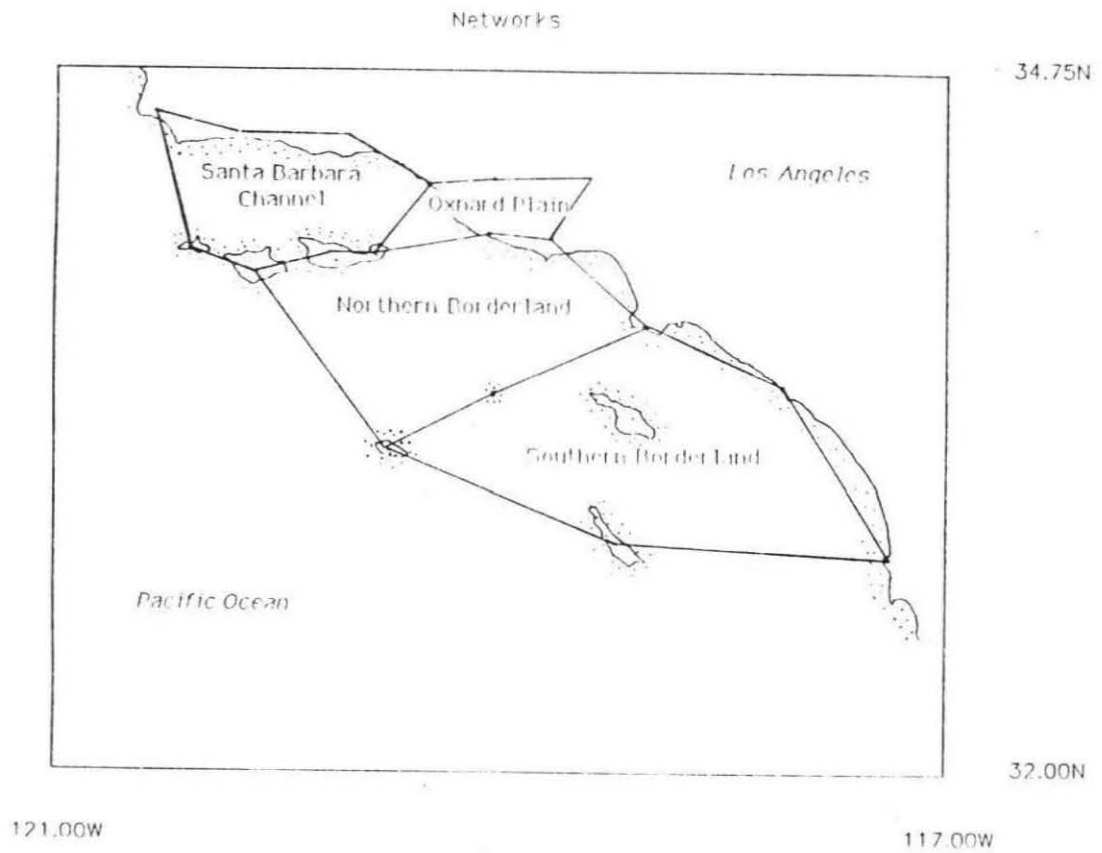 Networks
34.75N
Santa Barbara
Channel
Los Angeles
Oxnard Plain
Northern Borderland
Southern Borderland
Pacific Ocean
32.00N
121.00W
117.00W